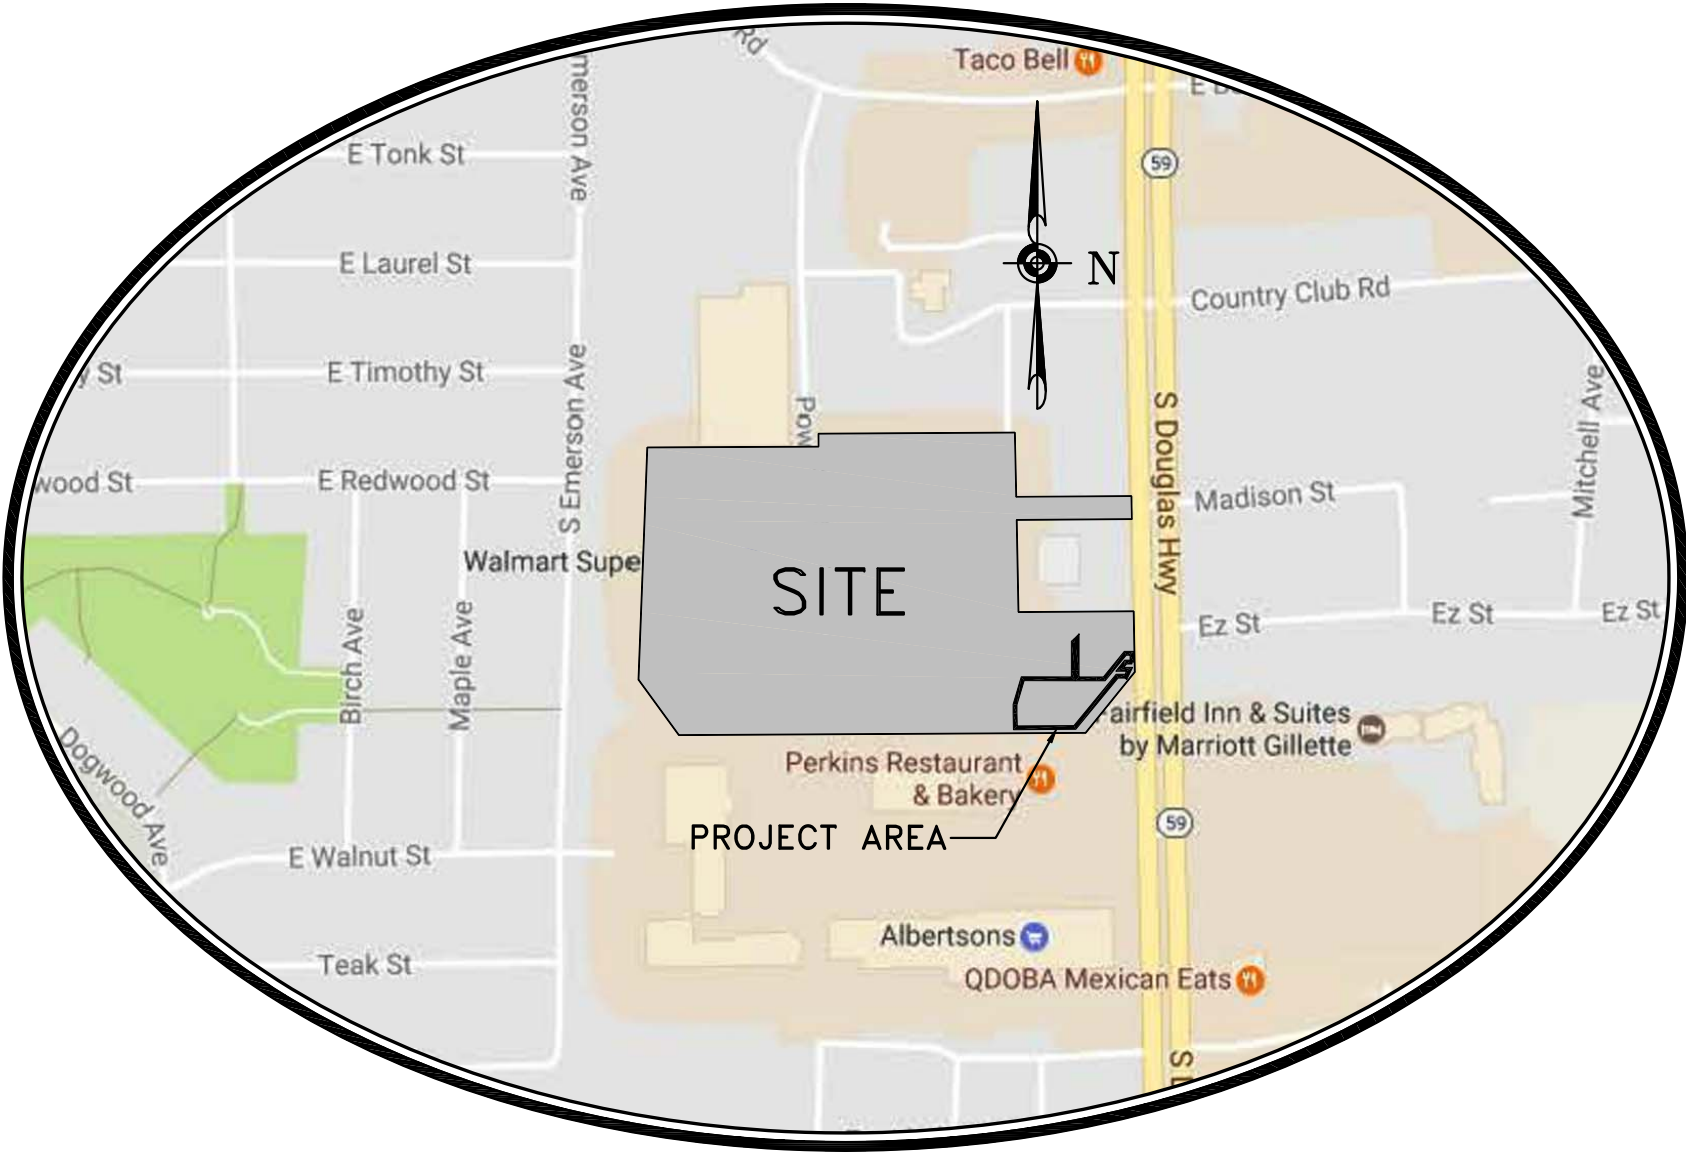 Rd
Taco Bell
merson Ave
E Tonk St
59
E Laurel St
N
Country Club Rd
y St
E Timothy St
S Emerson Ave
Pow
S Douglas Hwy
Mitchell Ave
wood St
E Redwood St
Madison St
Walmart Supe
SITE
Birch Ave
Maple Ave
Ez St
Ez St
Ez St
airfield Inn & Suites
by Marriott Gillette
Dogwood Ave
Perkins Restaurant
& Bakery
PROJECT AREA
59
E Walnut St
Albertsons
Teak St
QDOBA Mexican Eats
S D